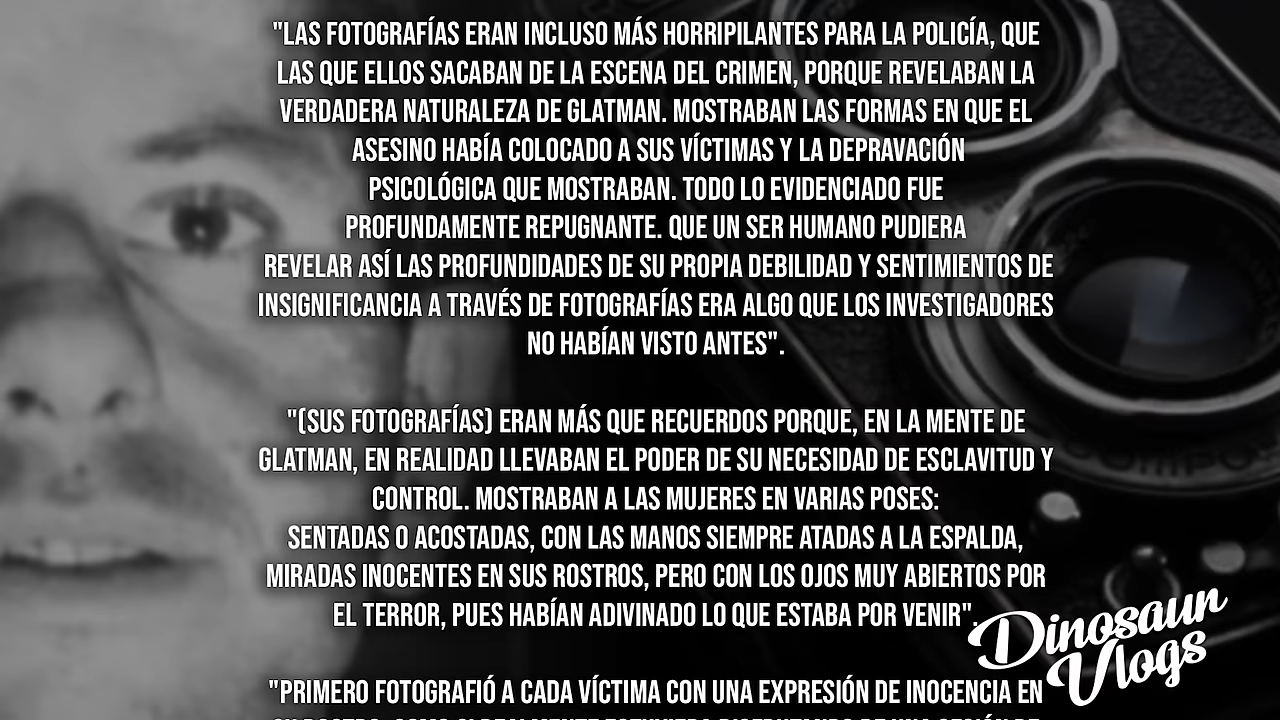 "LAS FOTOGRAFÍAS ERAN INCLUSO MÁS HORRIPILANTES PARA LA POLICÍA, QUE
LAS QUE ELLOS SACABAN DE LA ESCENA DEL CRIMEN, PORQUE REVELABAN LA
VERDADERA NATURALEZA DE GLATMAN. MOSTRABAN LAS FORMAS EN QUE EL
ASESINO HABÍA COLOCADO A SUS VÍCTIMAS Y LA DEPRAVACIÓN
PSICOLÓGICA QUE MOSTRABAN. TODO LO EVIDENCIADO FUE
PROFUNDAMENTE REPUGNANTE. QUE UN SER HUMANO PUDIERA
REVELAR ASÍ LAS PROFUNDIDADES DE SU PROPIA DEBILIDAD Y SENTIMIENTOS DE
INSIGNIFICANCIA A TRAVÉS DE FOTOGRAFÍAS ERA ALGO QUE LOS INVESTIGADORES
NO HABÍAN VISTO ANTES".
"(SUS FOTOGRAFÍAS) ERAN MÁS QUE RECUERDOS PORQUE, EN LA MENTE DE
GLATMAN, EN REALIDAD LLEVABAN EL PODER DE SU NECESIDAD DE ESCLAVITUD Y
CONTROL. MOSTRABAN A LAS MUJERES EN VARIAS POSES:
SENTADAS O ACOSTADAS, CON LAS MANOS SIEMPRE ATADAS A LA ESPALDA,
MIRADAS INOCENTES EN SUS ROSTROS, PERO CON LOS OJOS MUY ABIERTOS POR
EL TERROR, PUES HABÍAN ADIVINADO LO QUE ESTABA POR VENIR".
"PRIMERO FOTOGRAFIÓ A CADA VÍCTIMA CON UNA EXPRESIÓN DE INOCENCIA EN
Dinosaun
Vlogs